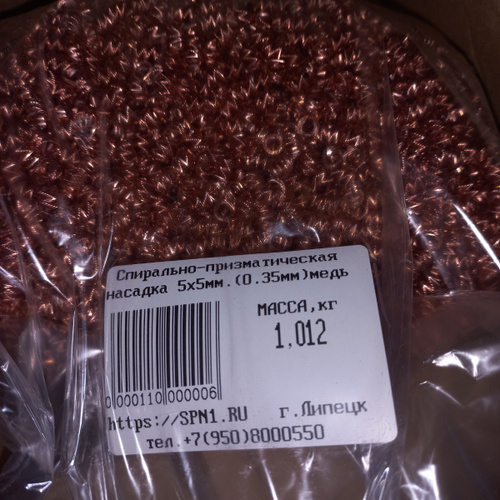 Спирально-призматическая
насадка 5х5мм.(0.35мм)медь
МАССА,кг
1,012
0 000110 000006
https://SPN1.RU г.Липецк
тел.+7(950)8000550